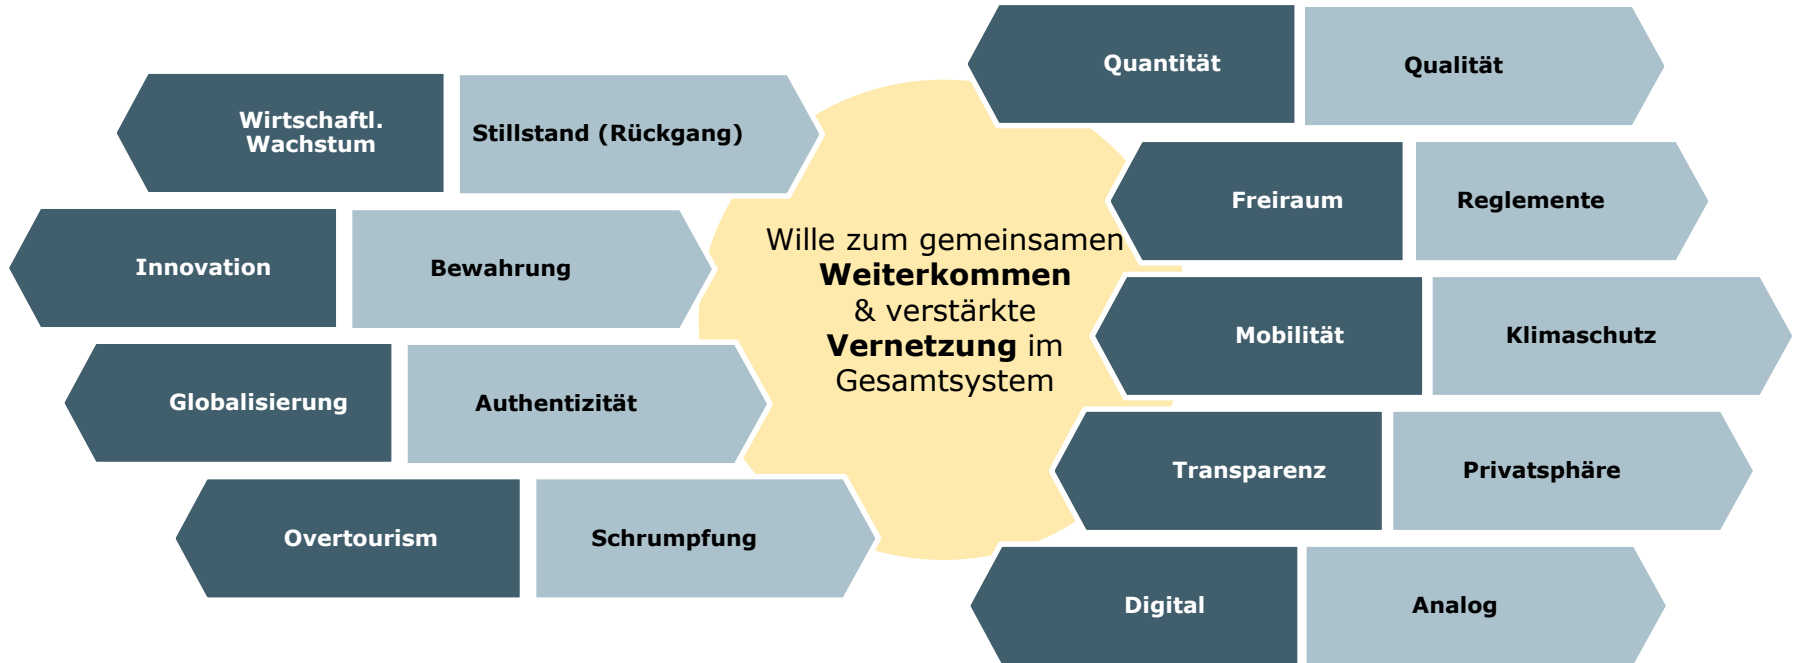 Wirtschaftl.
Wachstum
Stillstand (Rückgang)
Innovation
Bewahrung
Globalisierung
Authentizität
Overtourism
Schrumpfung
Wille zum gemeinsamen
Weiterkommen
& verstärkte
Vernetzung im
Gesamtsystem
Quantität
Qualität
Freiraum
Reglemente
Mobilität
Klimaschutz
Transparenz
Privatsphäre
Digital
Analog